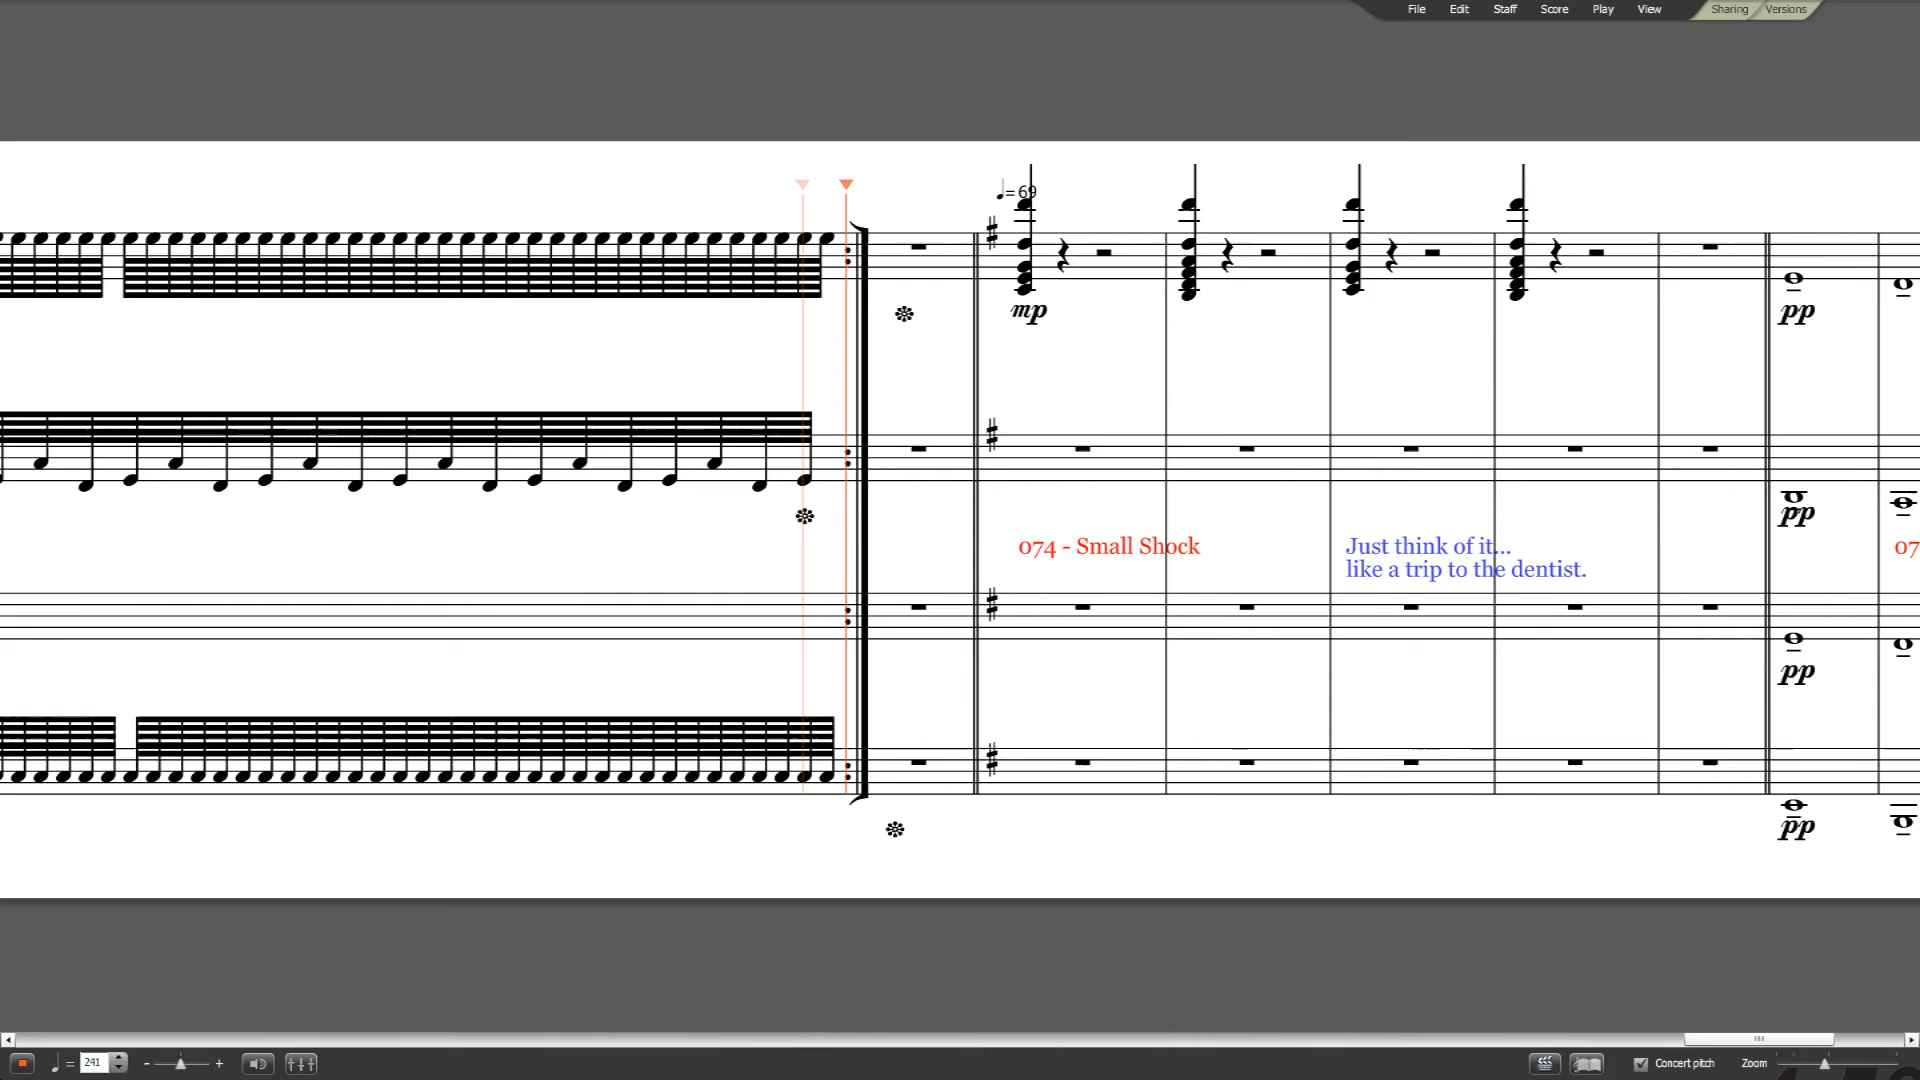 File Edit Staff Score Play View Sharing Versions
♩=69
mp
pp
pp
074 - Small Shock
Just think of it...
like a trip to the dentist.
07
pp
pp
= 241
- +
Concert pitch
Zoom